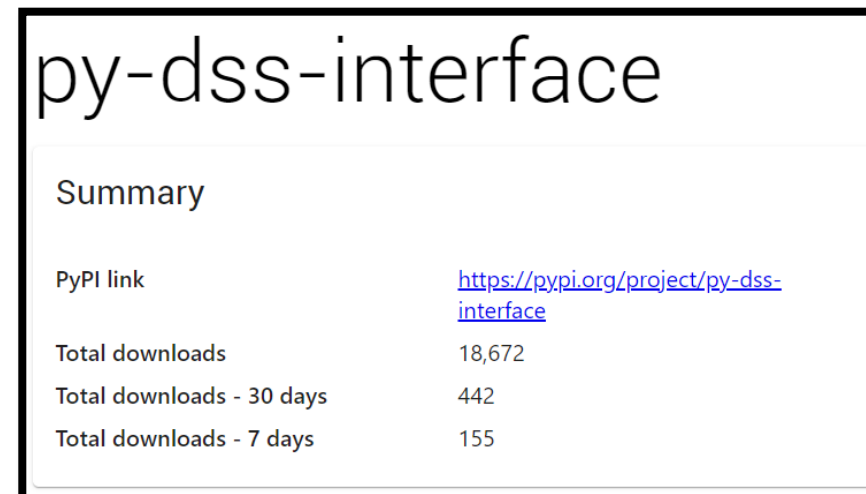 py-dss-interface
Summary
PyPI link https://pypi.org/project/py-dss-
interface
Total downloads 18,672
Total downloads - 30 days 442
Total downloads - 7 days 155